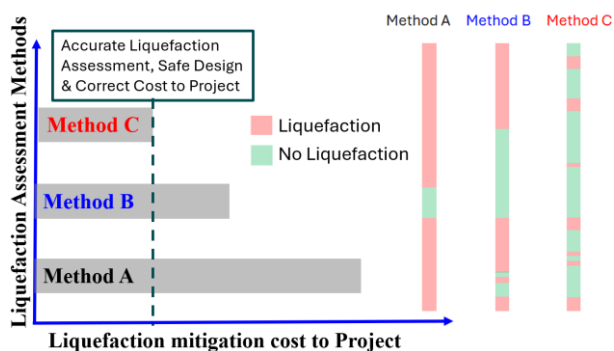 Liquefaction Assessment Methods
Accurate Liquefaction
Assessment, Safe Design
& Correct Cost to Project
Method C
Method B
Method A
Liquefaction mitigation cost to Project
Liquefaction
No Liquefaction
Method A
Method B
Method C